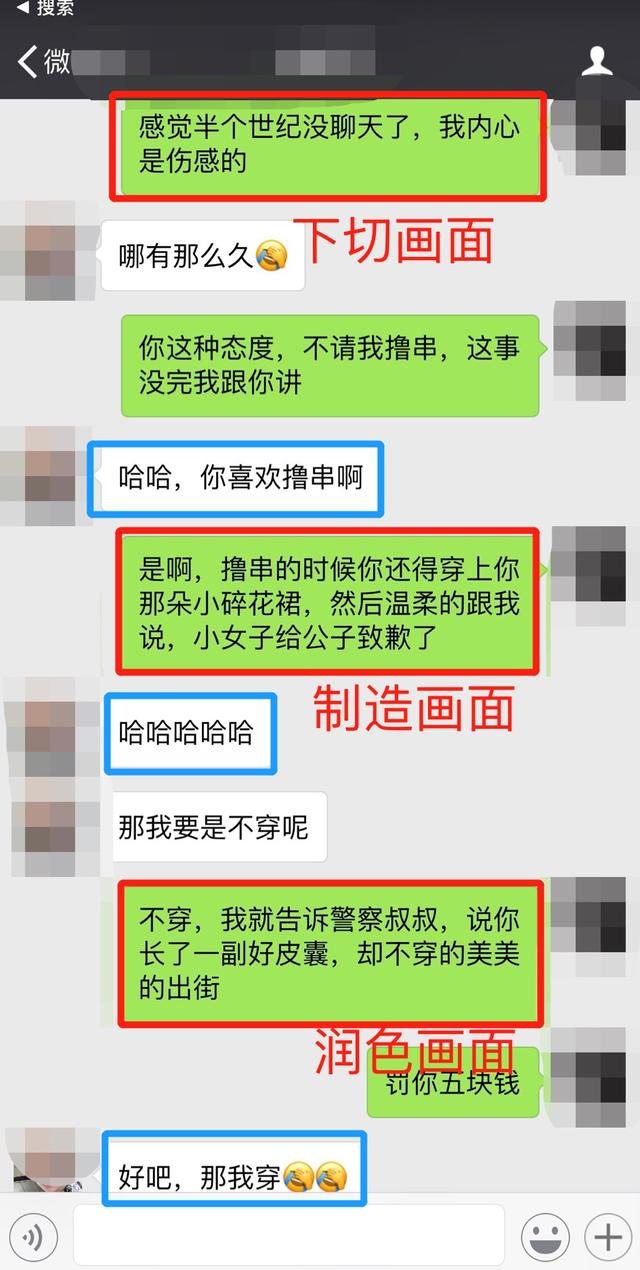 搜索
微
感觉半个世纪没聊天了，我内心
是伤感的
下切画面
哪有那么久
你这种态度，不请我撸串，这事
没完我跟你讲
哈哈，你喜欢撸串啊
是啊，撸串的时候你还得穿上你
那朵小碎花裙，然后温柔的跟我
说，小女子给公子致歉了
制造画面
哈哈哈哈哈
那我要是不穿呢
不穿，我就告诉警察叔叔，说你
长了一副好皮囊，却不穿的美美
的出街
润色画面
罚你五块钱
好吧，那我穿